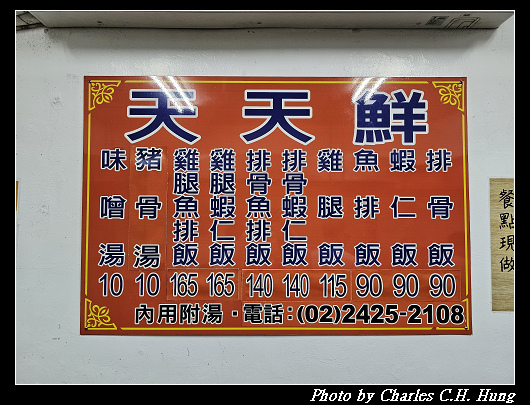 天天鮮
排骨飯 90
蝦仁飯 90
魚排飯 90
雞腿飯 115
排骨蝦仁飯 140
排骨魚排飯 140
雞腿蝦仁飯 165
雞腿魚排飯 165
豬骨湯 10
味噌湯 10
內用附湯·電話:(02)2425-2108
餐點現做
Photo by Charles C.H. Hung